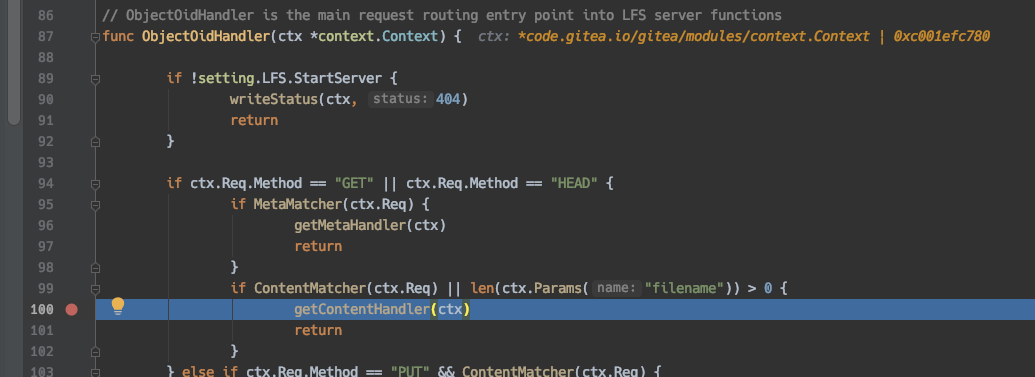 86 // ObjectOidHandler is the main request routing entry point into LFS server functions
87 func ObjectOidHandler(ctx *context.Context) { ctx: *code.gitea.io/gitea/modules/context.Context | 0xc001efc780
88
89 if !setting.LFS.StartServer {
90 writeStatus(ctx, status: 404)
91 return
92 }
93
94 if ctx.Req.Method == "GET" || ctx.Req.Method == "HEAD" {
95 if MetaMatcher(ctx.Req) {
96 getMetaHandler(ctx)
97 return
98 }
99 if ContentMatcher(ctx.Req) || len(ctx.Params( name: "filename")) > 0 {
100 getContentHandler(ctx)
101 return
102 }
103 } else if ctx.Req.Method == "PUT" && ContentMatcher(ctx.Req) {